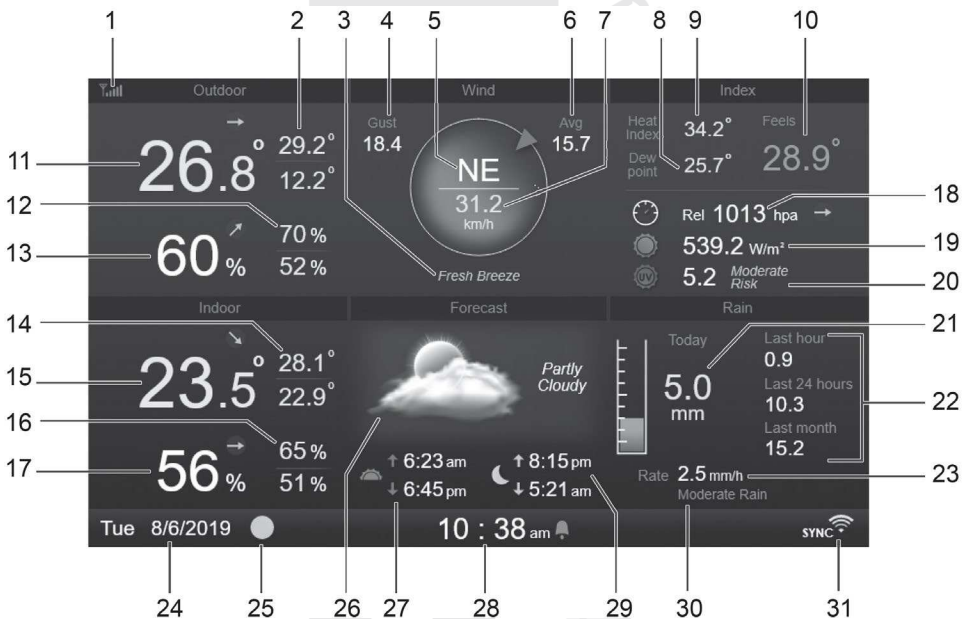 1 2 3 4 5 6 7 8 9 10
Outdoor Wind Index
11 26.8° 29.2° 12.2°
12
13 60 % 70 % 52 %
Gust 18.4
Avg 15.7
NE
31.2
km/h
Fresh Breeze
Heat Index 34.2°
Dew point 25.7°
Feels 28.9°
Rel 1013 hpa 18
539.2 W/m² 19
UV 5.2 Moderate Risk 20
Indoor Forecast Rain
14
15 23.5° 28.1° 22.9°
16
17 56 % 65 % 51 %
Partly
Cloudy
6:23 am
6:45 pm
8:15 pm
5:21 am
21
Today
5.0
mm
Last hour
0.9
Last 24 hours
10.3
Last month
15.2
22
Rate 2.5 mm/h 23
Moderate Rain
Tue 8/6/2019 10 : 38 am SYNC
24 25 26 27 28 29 30 31